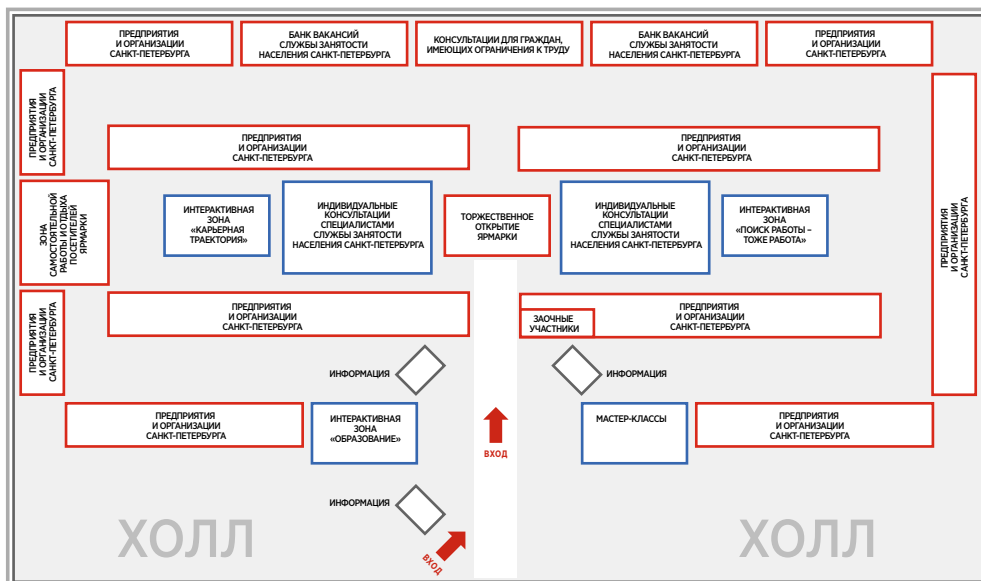 ПРЕДПРИЯТИЯ
И ОРГАНИЗАЦИИ
САНКТ-ПЕТЕРБУРГА
БАНК ВАКАНСИЙ
СЛУЖБЫ ЗАНЯТОСТИ
НАСЕЛЕНИЯ САНКТ-ПЕТЕРБУРГА
КОНСУЛЬТАЦИИ ДЛЯ ГРАЖДАН,
ИМЕЮЩИХ ОГРАНИЧЕНИЯ К ТРУДУ
БАНК ВАКАНСИЙ
СЛУЖБЫ ЗАНЯТОСТИ
НАСЕЛЕНИЯ САНКТ-ПЕТЕРБУРГА
ПРЕДПРИЯТИЯ
И ОРГАНИЗАЦИИ
САНКТ-ПЕТЕРБУРГА
ПРЕДПРИЯТИЯ
И ОРГАНИЗАЦИИ
САНКТ-ПЕТЕРБУРГА
ПРЕДПРИЯТИЯ
И ОРГАНИЗАЦИИ
САНКТ-ПЕТЕРБУРГА
ПРЕДПРИЯТИЯ
И ОРГАНИЗАЦИИ
САНКТ-ПЕТЕРБУРГА
ЗОНА
САМОСТОЯТЕЛЬНОЙ
РАБОТЫ И ОТДЫХА
ПОСЕТИТЕЛЕЙ
ЯРМАРКИ
ИНТЕРАКТИВНАЯ
ЗОНА
«КАРЬЕРНАЯ
ТРАЕКТОРИЯ»
ИНДИВИДУАЛЬНЫЕ
КОНСУЛЬТАЦИИ
СПЕЦИАЛИСТАМИ
СЛУЖБЫ ЗАНЯТОСТИ
НАСЕЛЕНИЯ САНКТ-ПЕТЕРБУРГА
ТОРЖЕСТВЕННОЕ
ОТКРЫТИЕ
ЯРМАРКИ
ИНДИВИДУАЛЬНЫЕ
КОНСУЛЬТАЦИИ
СПЕЦИАЛИСТАМИ
СЛУЖБЫ ЗАНЯТОСТИ
НАСЕЛЕНИЯ САНКТ-ПЕТЕРБУРГА
ИНТЕРАКТИВНАЯ
ЗОНА
«ПОИСК РАБОТЫ –
ТОЖЕ РАБОТА»
ПРЕДПРИЯТИЯ
И ОРГАНИЗАЦИИ
САНКТ-ПЕТЕРБУРГА
ПРЕДПРИЯТИЯ
И ОРГАНИЗАЦИИ
САНКТ-ПЕТЕРБУРГА
ПРЕДПРИЯТИЯ
И ОРГАНИЗАЦИИ
САНКТ-ПЕТЕРБУРГА
ПРЕДПРИЯТИЯ
И ОРГАНИЗАЦИИ
САНКТ-ПЕТЕРБУРГА
ЗАОЧНЫЕ
УЧАСТНИКИ
ИНФОРМАЦИЯ
ИНФОРМАЦИЯ
ПРЕДПРИЯТИЯ
И ОРГАНИЗАЦИИ
САНКТ-ПЕТЕРБУРГА
ИНТЕРАКТИВНАЯ
ЗОНА
«ОБРАЗОВАНИЕ»
ВХОД
МАСТЕР-КЛАССЫ
ПРЕДПРИЯТИЯ
И ОРГАНИЗАЦИИ
САНКТ-ПЕТЕРБУРГА
ИНФОРМАЦИЯ
ХОЛЛ
ВХОД
ХОЛЛ